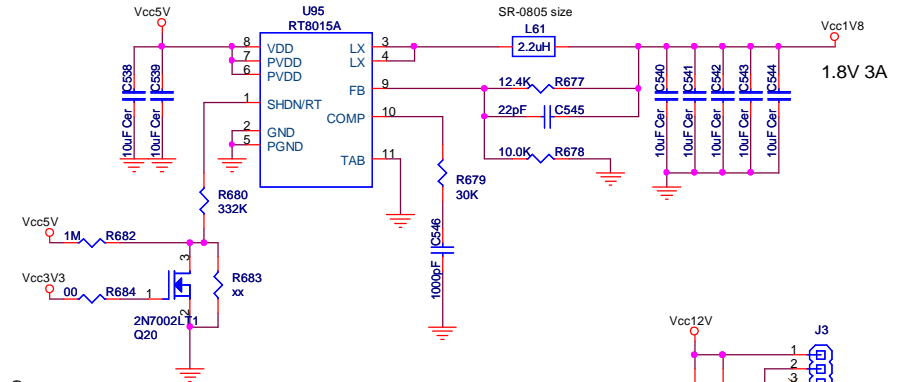 Vcc5V
U95
RT8015A
SR-0805 size
L61
2.2uH
Vcc1V8
1.8V 3A
8 VDD
7 PVDD
6 PVDD
1 SHDN/RT
2 GND
5 PGND
LX 3
LX 4
FB 9
COMP 10
TAB 11
C538
10uF Cer
C539
10uF Cer
12.4K R677
22pF C545
10.0K R678
C540
10uF Cer
C541
10uF Cer
C542
10uF Cer
C543
10uF Cer
C544
10uF Cer
R680
332K
R679
30K
C546
1000pF
Vcc5V
1M R682
Vcc3V3
00 R684
1
3
2
R683
xx
2N7002LT1
Q20
Vcc12V
J3
1
2
3